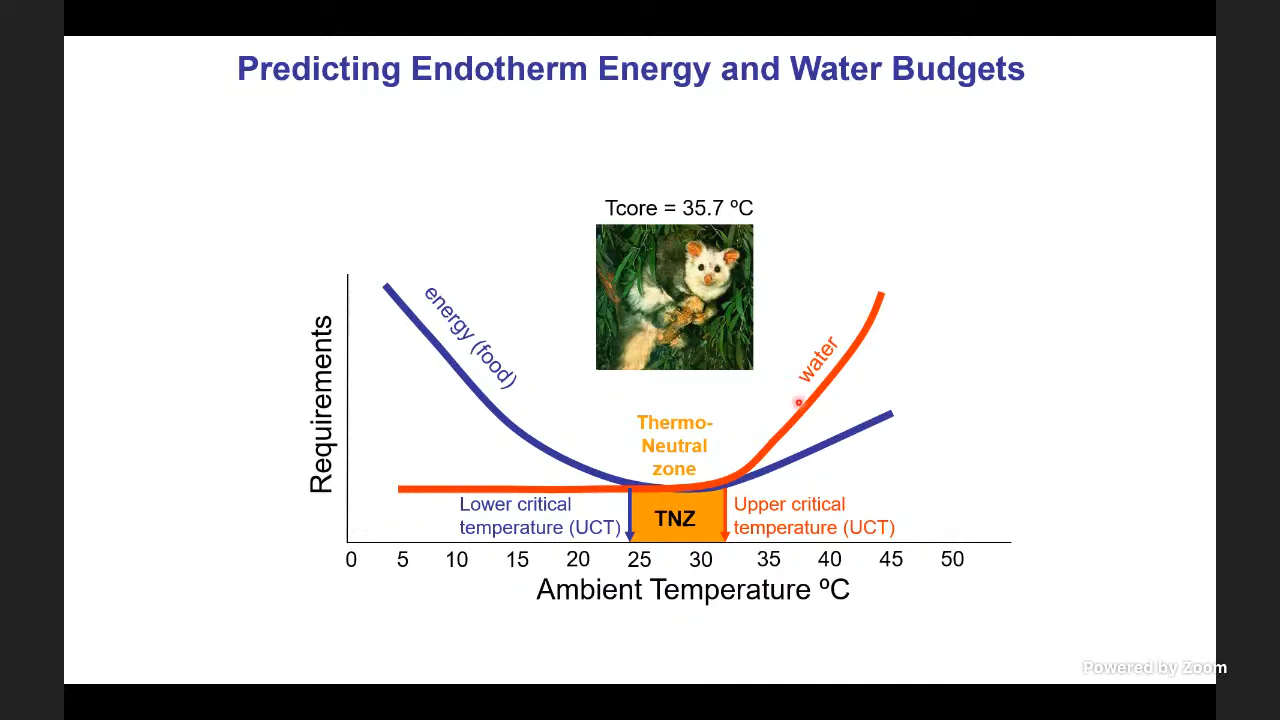 Predicting Endotherm Energy and Water Budgets
Tcore = 35.7 ºC
energy (food)
water
Requirements
Thermo-
Neutral
zone
Lower critical
temperature (UCT)
TNZ
Upper critical
temperature (UCT)
0 5 10 15 20 25 30 35 40 45 50
Ambient Temperature ºC
Powered by Zoom